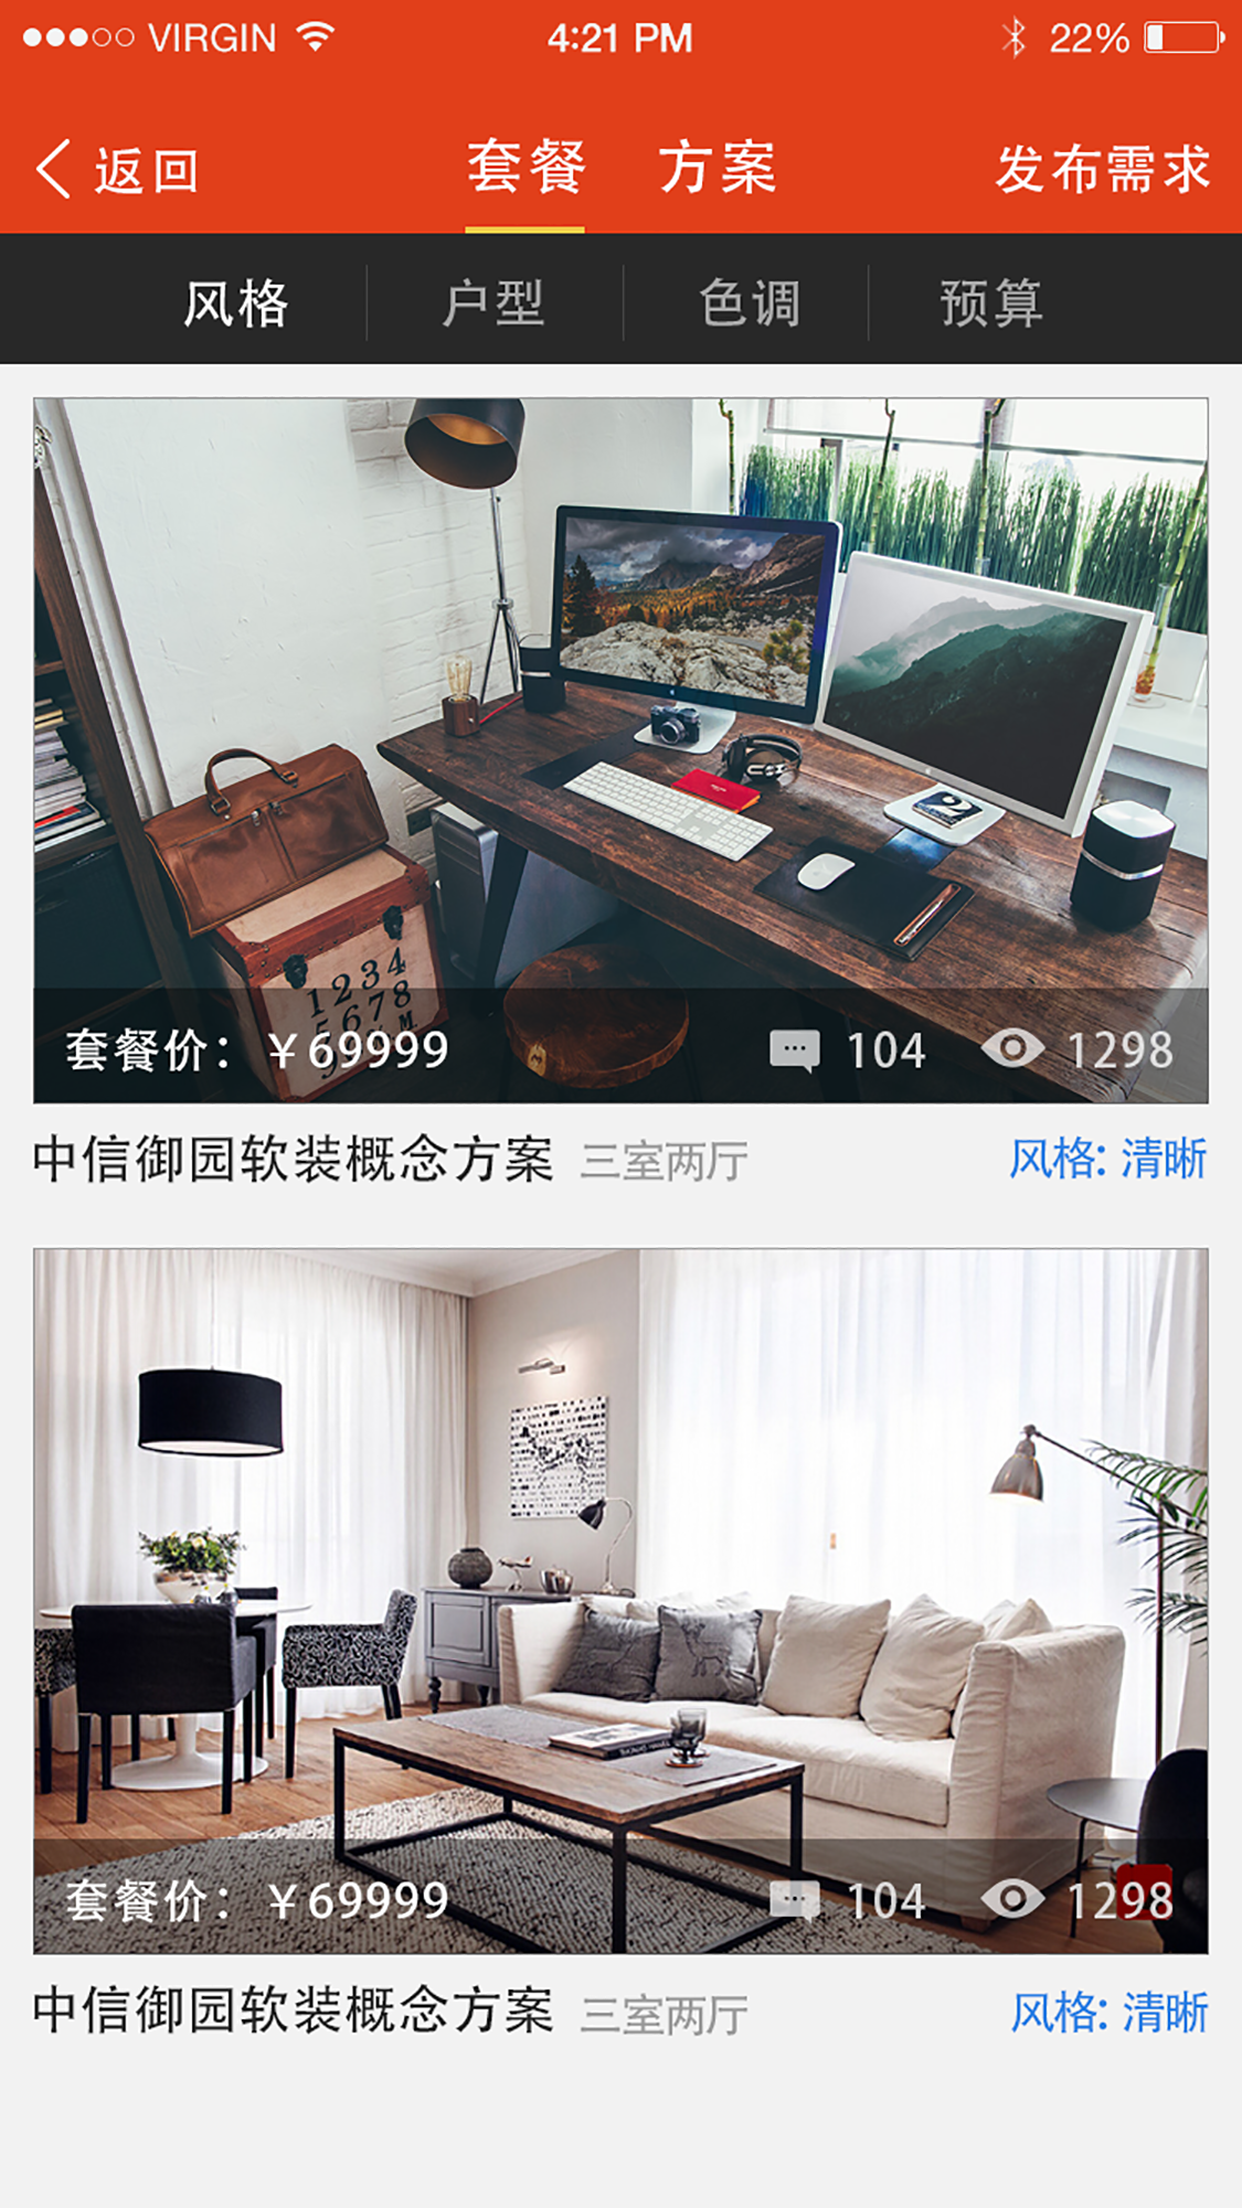 VIRGIN 4:21 PM 22%
返回 套餐 方案 发布需求
风格 户型 色调 预算
2
1234
5678
套餐价：￥69999 104 1298
中信御园软装概念方案 三室两厅 风格: 清晰
套餐价：￥69999 104 1298
中信御园软装概念方案 三室两厅 风格: 清晰